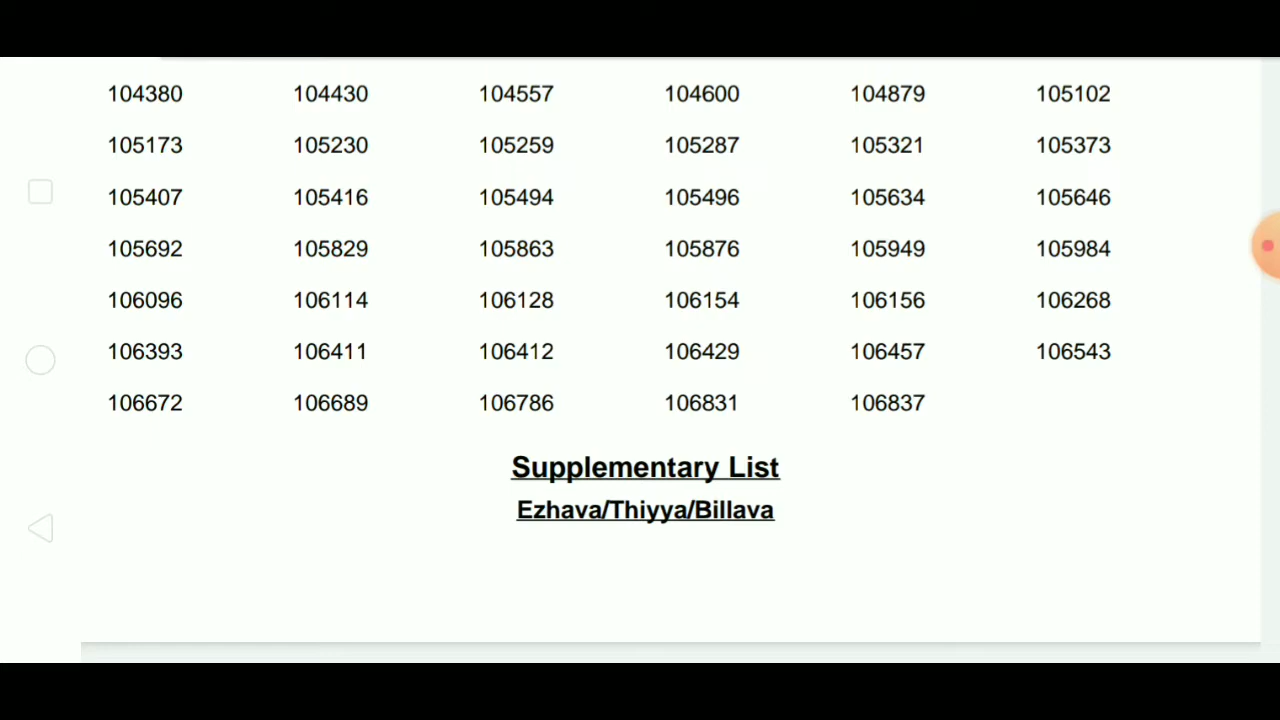 104380 104430 104557 104600 104879 105102
105173 105230 105259 105287 105321 105373
105407 105416 105494 105496 105634 105646
105692 105829 105863 105876 105949 105984
106096 106114 106128 106154 106156 106268
106393 106411 106412 106429 106457 106543
106672 106689 106786 106831 106837
Supplementary List
Ezhava/Thiyya/Billava